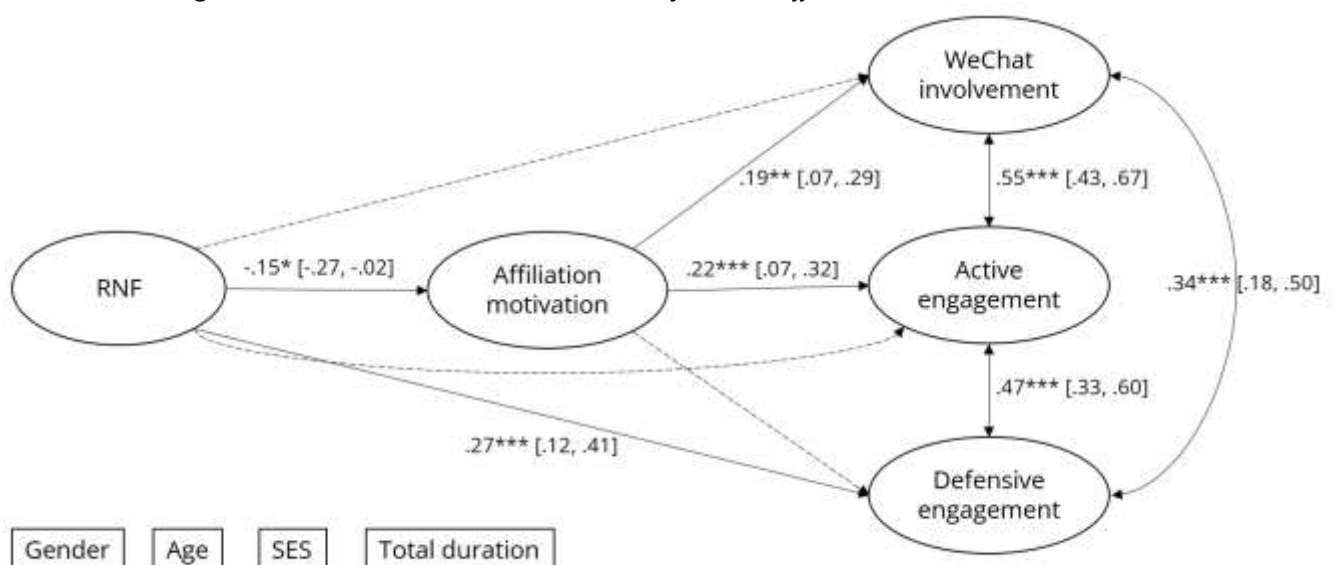 WeChat
involvement
.19** [.07, .29]
.55*** [.43, .67]
RNF
-.15* [-.27, -.02]
Affiliation
motivation
.22*** [.07, .32]
Active
engagement
.34*** [.18, .50]
.47*** [.33, .60]
.27*** [.12, .41]
Defensive
engagement
Gender
Age
SES
Total duration